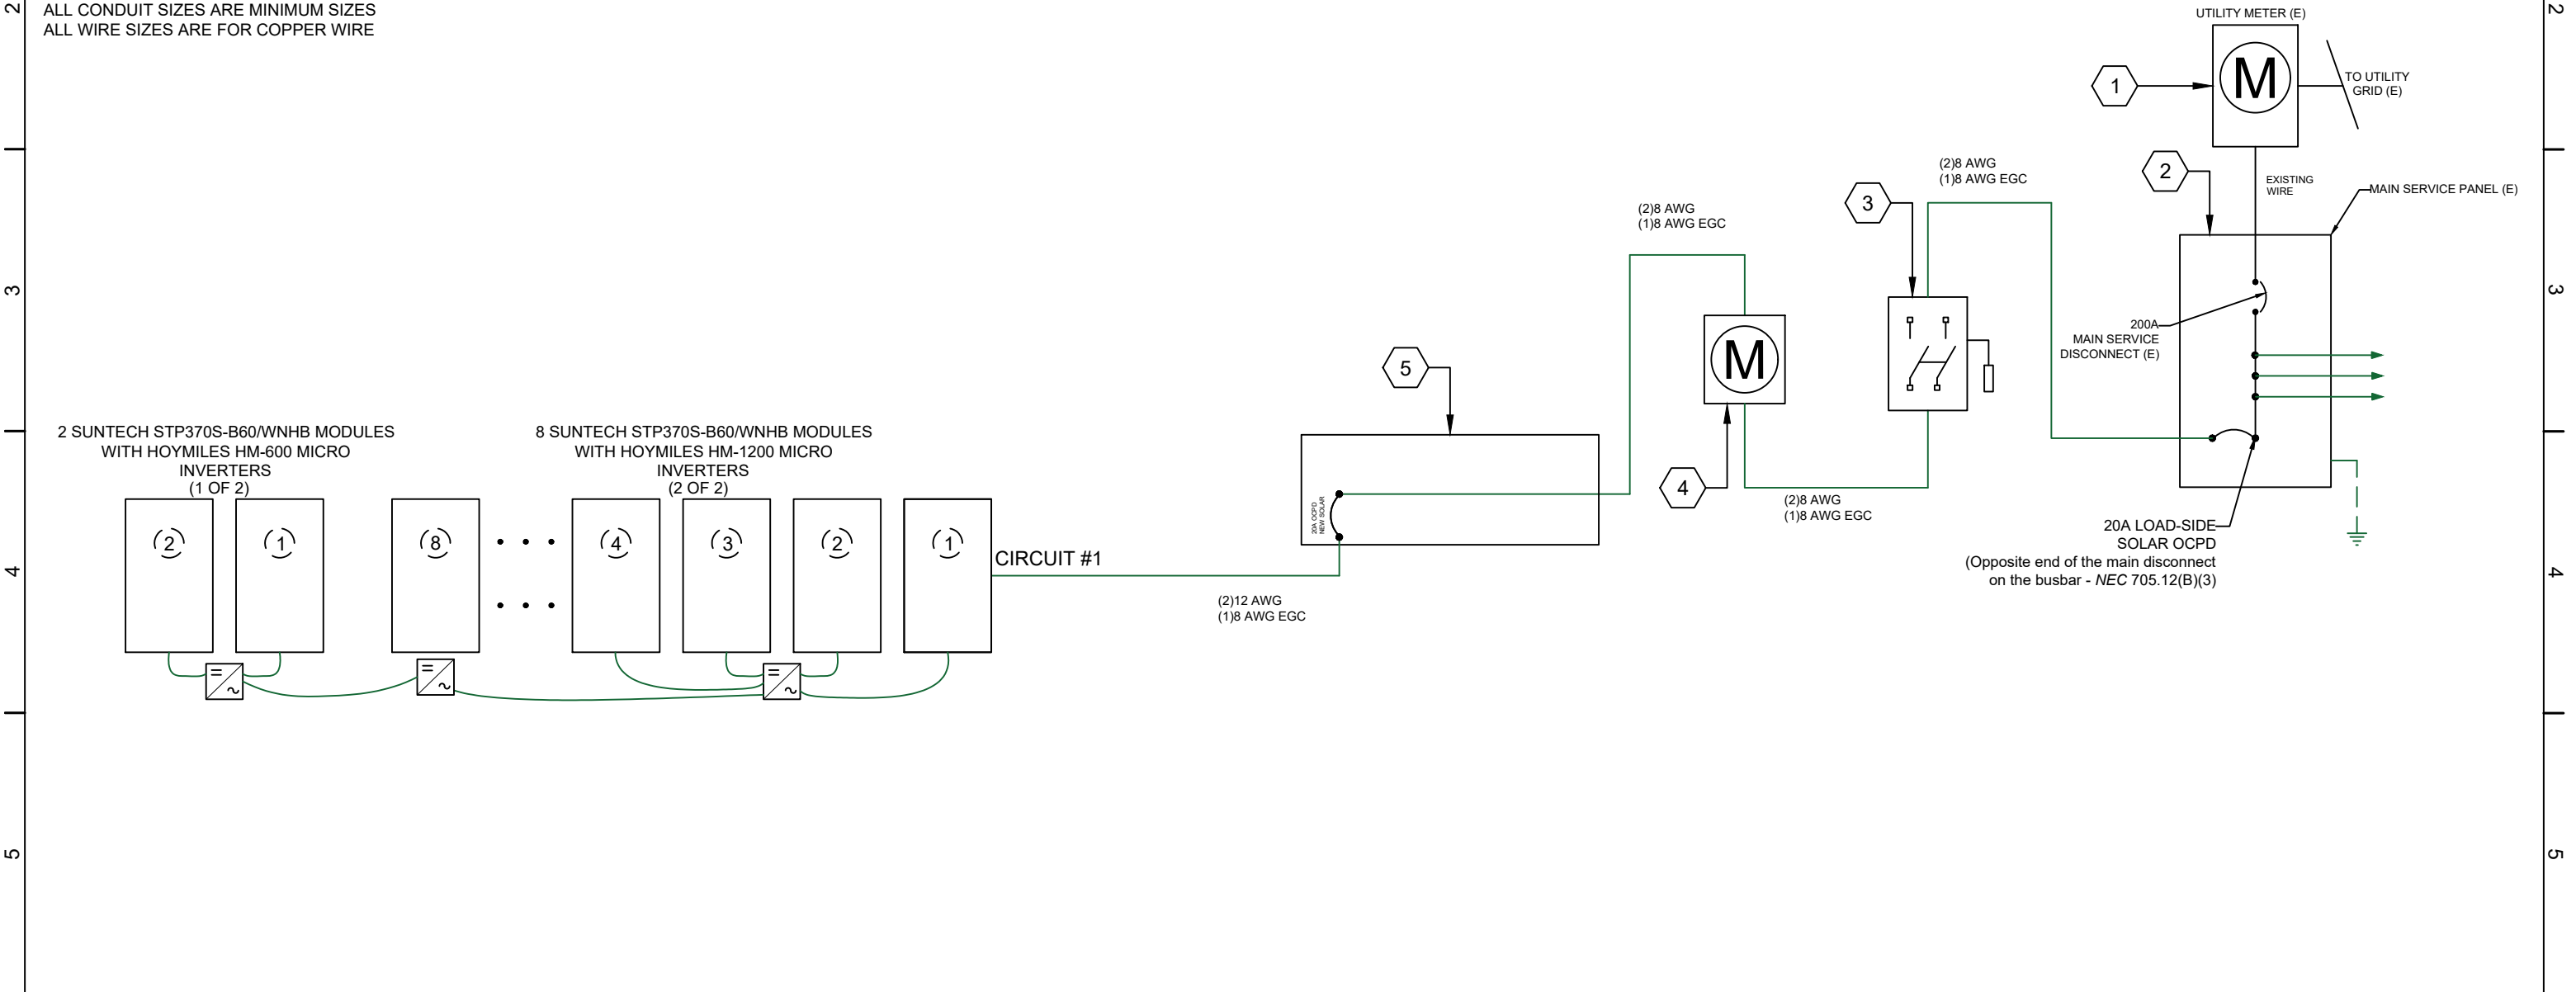 2
ALL CONDUIT SIZES ARE MINIMUM SIZES
ALL WIRE SIZES ARE FOR COPPER WIRE
UTILITY METER (E)
2
1
M
TO UTILITY
GRID (E)
2
EXISTING
WIRE
MAIN SERVICE PANEL (E)
(2)8 AWG
(1)8 AWG EGC
3
(2)8 AWG
(1)8 AWG EGC
3
3
200A
MAIN SERVICE
DISCONNECT (E)
M
5
4
(2)8 AWG
(1)8 AWG EGC
2 SUNTECH STP370S-B60/WNHB MODULES
WITH HOYMILES HM-600 MICRO
INVERTERS
(1 OF 2)
8 SUNTECH STP370S-B60/WNHB MODULES
WITH HOYMILES HM-1200 MICRO
INVERTERS
(2 OF 2)
2
1
8
4
3
2
1
CIRCUIT #1
20A OCPD
NEW SOLAR
(2)12 AWG
(1)8 AWG EGC
20A LOAD-SIDE
SOLAR OCPD
(Opposite end of the main disconnect
on the busbar - NEC 705.12(B)(3)
4
4
5
5